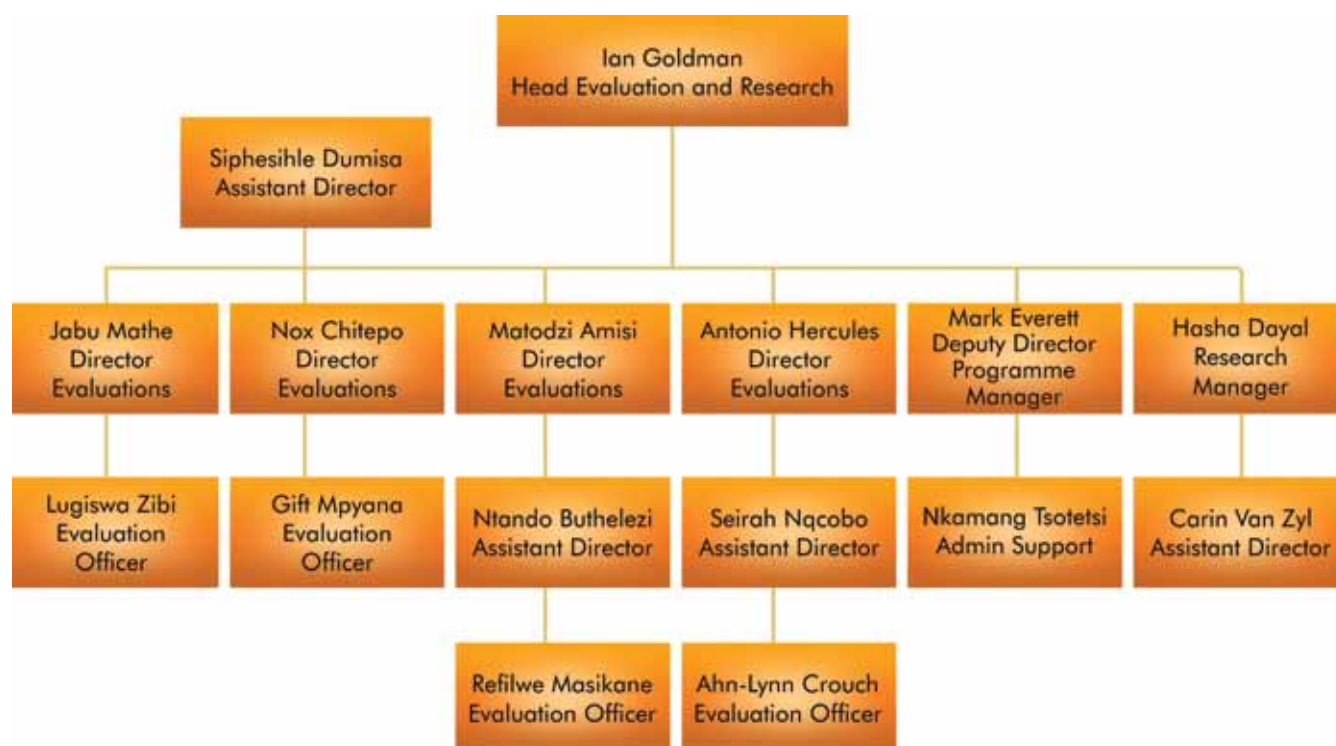 Ian Goldman
Head Evaluation and Research
Siphesihle Dumisa
Assistant Director
Jabu Mathe
Director
Evaluations
Nox Chitepo
Director
Evaluations
Matodzi Amisi
Director
Evaluations
Antonio Hercules
Director
Evaluations
Mark Everett
Deputy Director
Programme
Manager
Hasha Dayal
Research
Manager
Lugiswa Zibi
Evaluation
Officer
Gift Mpyana
Evaluation
Officer
Ntando Buthelezi
Assistant Director
Seirah Nqcobo
Assistant Director
Nkamang Tsotetsi
Admin Support
Carin Van Zyl
Assistant Director
Refilwe Masikane
Evaluation Officer
Ahn-Lynn Crouch
Evaluation Officer